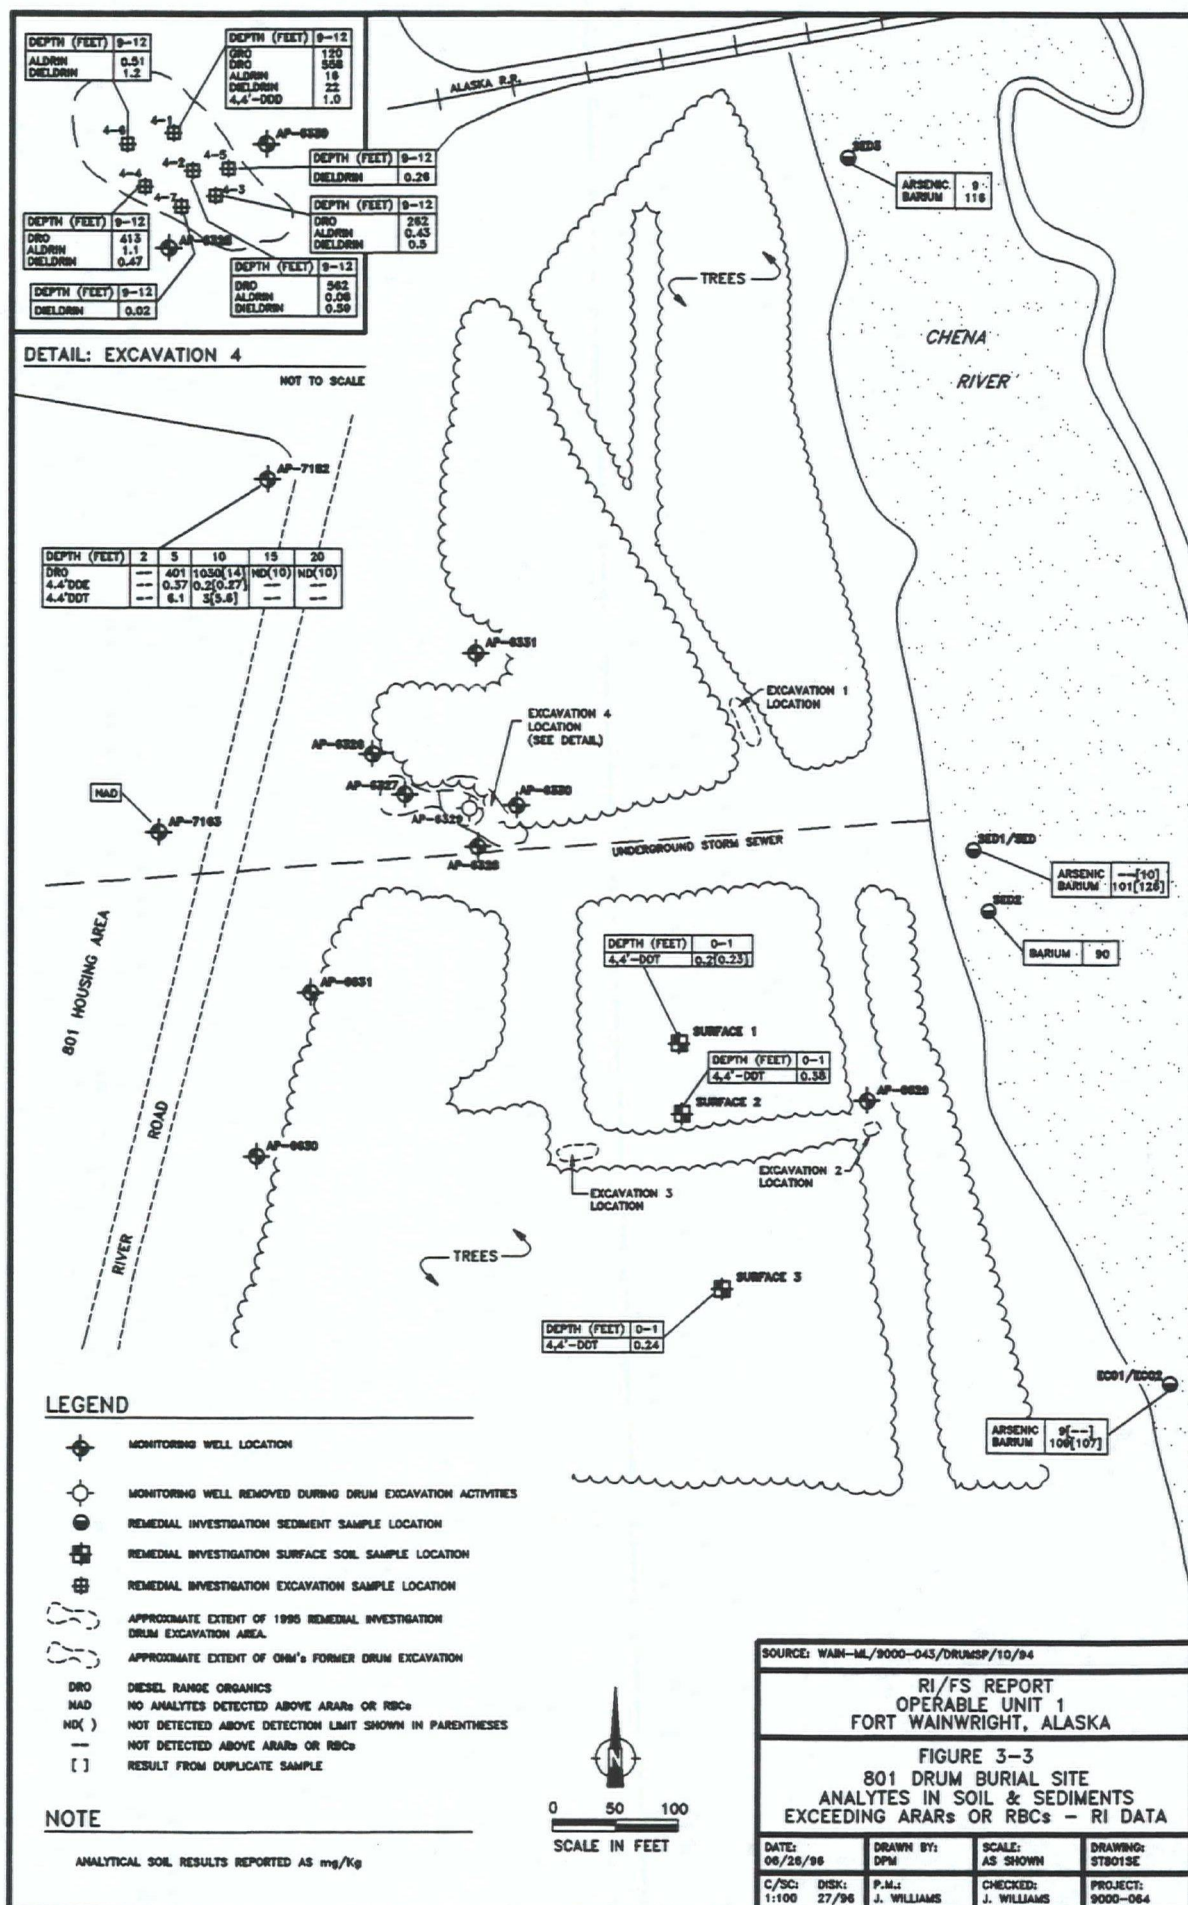 DEPTH (FEET) 9-12
ALDRIN 0.51
DIELDRIN 1.2
DEPTH (FEET) 9-12
GRO 120
DRO 558
ALDRIN 16
DIELDRIN 22
4,4'-DDD 1.0
4-6
4-1
4-2
4-5
4-4
4-3
4-7
DEPTH (FEET) 9-12
DIELDRIN 0.26
DEPTH (FEET) 9-12
DRO 262
ALDRIN 0.43
DIELDRIN 0.5
DEPTH (FEET) 9-12
DRO 413
ALDRIN 1.1
DIELDRIN 0.47
DEPTH (FEET) 9-12
DRO 562
ALDRIN 0.06
DIELDRIN 0.59
DEPTH (FEET) 9-12
DIELDRIN 0.02
DETAIL: EXCAVATION 4
NOT TO SCALE
ALASKA R.R.
SED3
ARSENIC 9
BARIUM 116
TREES
CHENA
RIVER
AP-7162
DEPTH (FEET) 2 5 10 15 20
DRO -- 401 1030[14] ND(10) ND(10)
4.4'DDE -- 0.37 0.2[0.27] -- --
4.4'DDT -- 6.1 3[5.6] -- --
AP-6331
EXCAVATION 1
LOCATION
EXCAVATION 4
LOCATION
(SEE DETAIL)
AP-6326
AP-6327
AP-6330
AP-6329
AP-6328
NAD
AP-7163
UNDERGROUND STORM SEWER
SED1/SED
ARSENIC --[10]
BARIUM 101[126]
SED2
BARIUM 90
801 HOUSING AREA
DEPTH (FEET) 0-1
4,4'-DDT 0.2[0.23]
AP-6631
SURFACE 1
DEPTH (FEET) 0-1
4,4'-DDT 0.38
SURFACE 2
AP-6629
RIVER ROAD
AP-6630
EXCAVATION 2
LOCATION
EXCAVATION 3
LOCATION
TREES
SURFACE 3
DEPTH (FEET) 0-1
4,4'-DDT 0.24
ECO1/ECO2
ARSENIC 9[--]
BARIUM 109[107]
LEGEND
MONITORING WELL LOCATION
MONITORING WELL REMOVED DURING DRUM EXCAVATION ACTIVITIES
REMEDIAL INVESTIGATION SEDIMENT SAMPLE LOCATION
REMEDIAL INVESTIGATION SURFACE SOIL SAMPLE LOCATION
REMEDIAL INVESTIGATION EXCAVATION SAMPLE LOCATION
APPROXIMATE EXTENT OF 1995 REMEDIAL INVESTIGATION
DRUM EXCAVATION AREA.
APPROXIMATE EXTENT OF OHM's FORMER DRUM EXCAVATION
DRO DIESEL RANGE ORGANICS
NAD NO ANALYTES DETECTED ABOVE ARARs OR RBCs
ND( ) NOT DETECTED ABOVE DETECTION LIMIT SHOWN IN PARENTHESES
— NOT DETECTED ABOVE ARARs OR RBCs
[ ] RESULT FROM DUPLICATE SAMPLE
NOTE
ANALYTICAL SOIL RESULTS REPORTED AS mg/Kg
N
0 50 100
SCALE IN FEET
SOURCE: WAIN-ML/9000-043/DRUMSP/10/94
RI/FS REPORT
OPERABLE UNIT 1
FORT WAINWRIGHT, ALASKA
FIGURE 3-3
801 DRUM BURIAL SITE
ANALYTES IN SOIL & SEDIMENTS
EXCEEDING ARARs OR RBCs - RI DATA
DATE: 06/26/96
DRAWN BY: DPM
SCALE: AS SHOWN
DRAWING: ST801SE
C/SC: 1:100
DISK: 27/96
P.M.: J. WILLIAMS
CHECKED: J. WILLIAMS
PROJECT: 9000-064